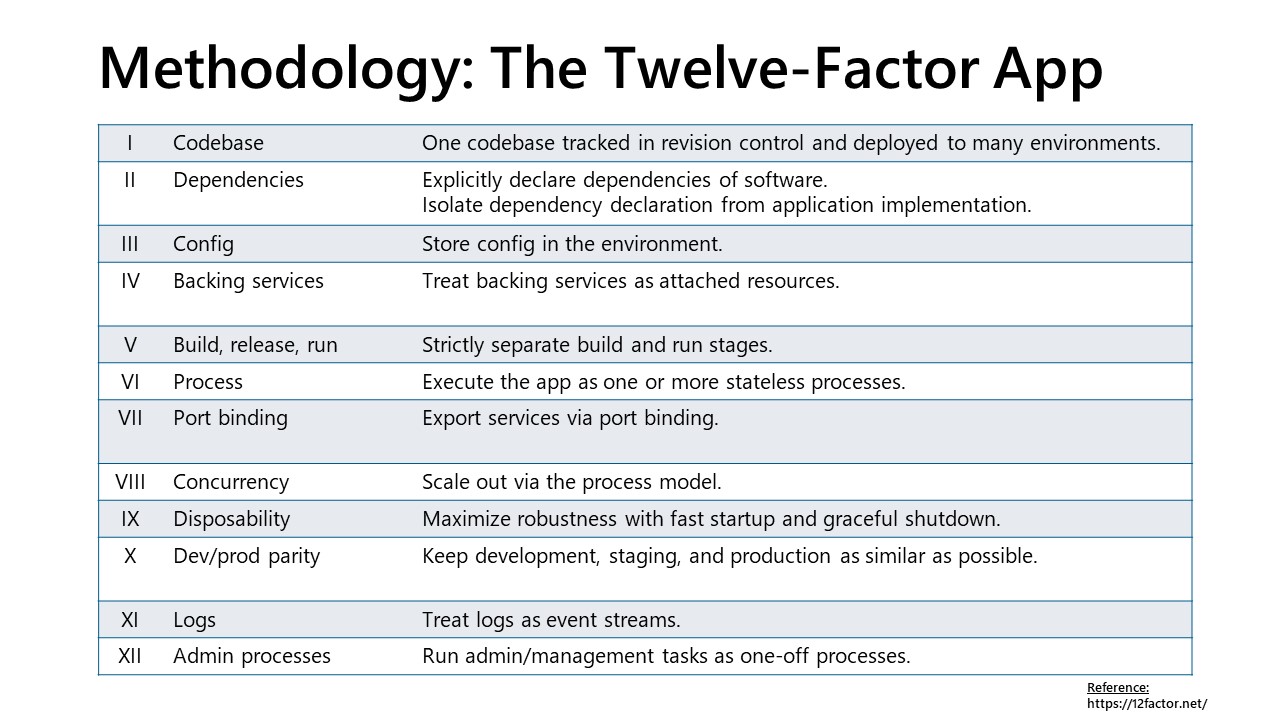 Methodology: The Twelve-Factor App
I Codebase One codebase tracked in revision control and deployed to many environments.
II Dependencies Explicitly declare dependencies of software.
Isolate dependency declaration from application implementation.
III Config Store config in the environment.
IV Backing services Treat backing services as attached resources.
V Build, release, run Strictly separate build and run stages.
VI Process Execute the app as one or more stateless processes.
VII Port binding Export services via port binding.
VIII Concurrency Scale out via the process model.
IX Disposability Maximize robustness with fast startup and graceful shutdown.
X Dev/prod parity Keep development, staging, and production as similar as possible.
XI Logs Treat logs as event streams.
XII Admin processes Run admin/management tasks as one-off processes.
Reference:
https://12factor.net/